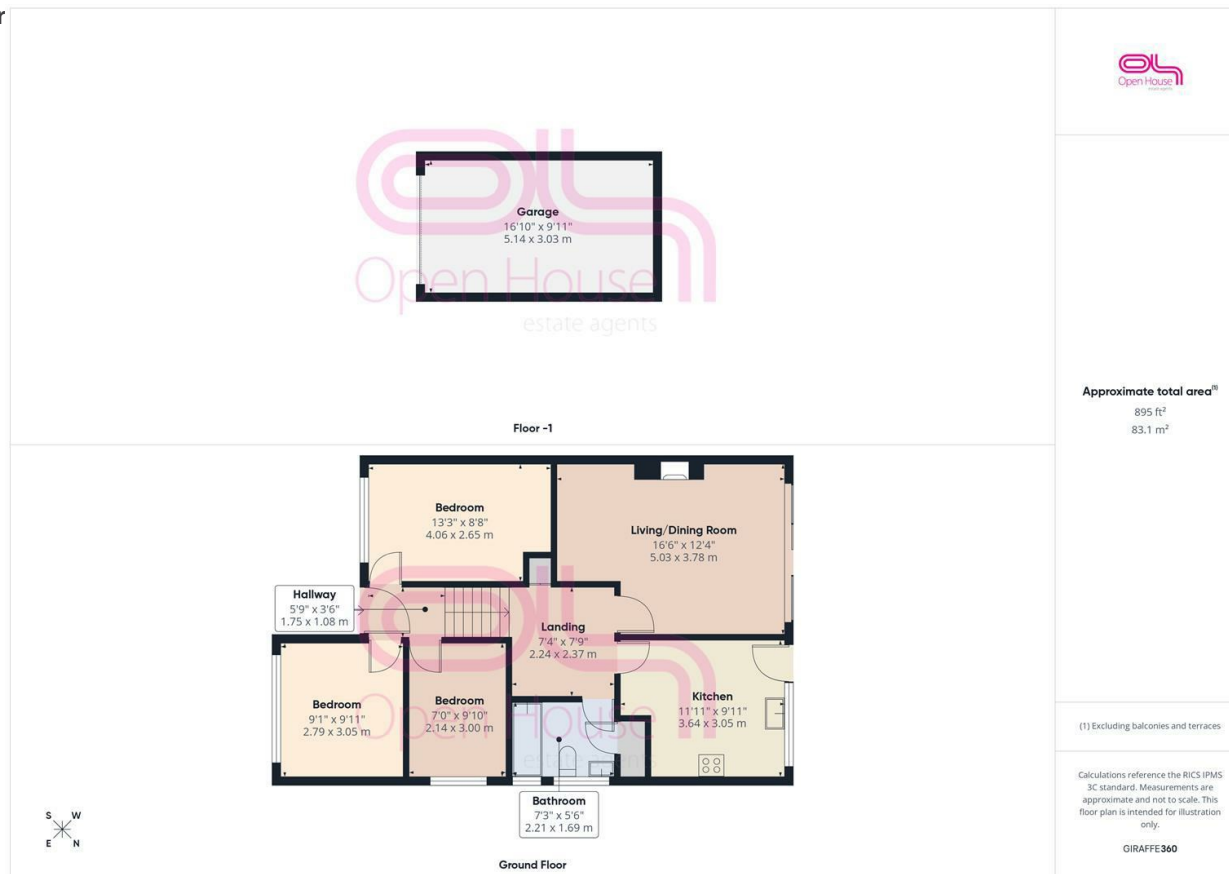 r
Open House
estate agents
Garage
16'10" x 9'11"
5.14 x 3.03 m
Open House
estate agents
Floor -1
Approximate total area(1)
895 ft²
83.1 m²
Bedroom
13'3" x 8'8"
4.06 x 2.65 m
Living/Dining Room
16'6" x 12'4"
5.03 x 3.78 m
Hallway
5'9" x 3'6"
1.75 x 1.08 m
Landing
7'4" x 7'9"
2.24 x 2.37 m
Bedroom
9'1" x 9'11"
2.79 x 3.05 m
Bedroom
7'0" x 9'10"
2.14 x 3.00 m
Kitchen
11'11" x 9'11"
3.64 x 3.05 m
Open House
estate agents
Bathroom
7'3" x 5'6"
2.21 x 1.69 m
S W
E N
Ground Floor
(1) Excluding balconies and terraces
Calculations reference the RICS IPMS
3C standard. Measurements are
approximate and not to scale. This
floor plan is intended for illustration
only.
GIRAFFE360